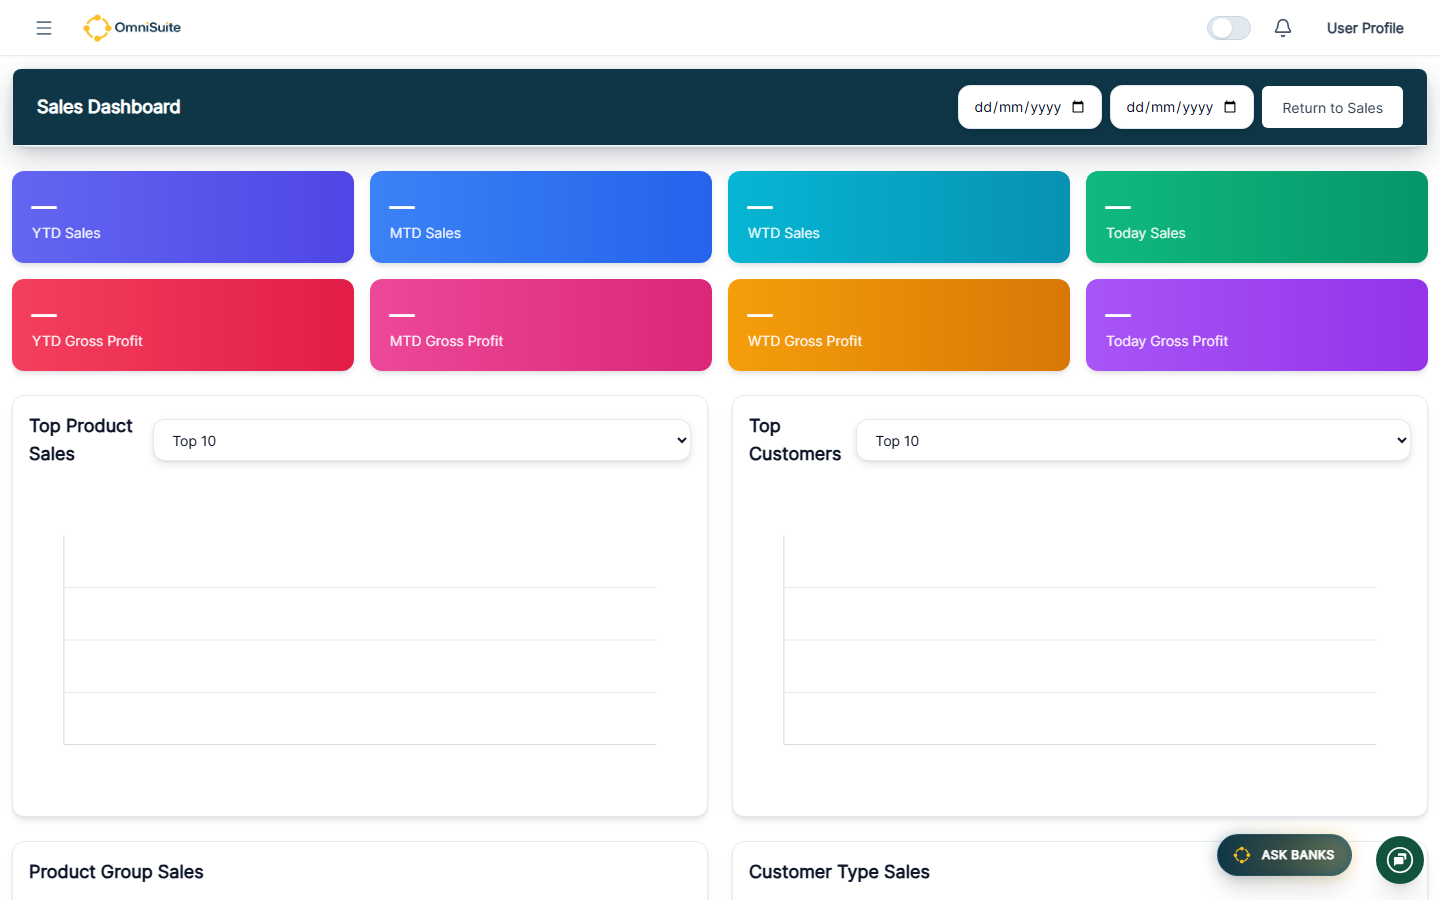 OmniSuite
User Profile
Sales Dashboard
dd/mm/yyyy
dd/mm/yyyy
Return to Sales
—
YTD Sales
—
MTD Sales
—
WTD Sales
—
Today Sales
—
YTD Gross Profit
—
MTD Gross Profit
—
WTD Gross Profit
—
Today Gross Profit
Top Product
Sales
Top 10
Top
Customers
Top 10
Product Group Sales
Customer Type Sales
ASK BANKS